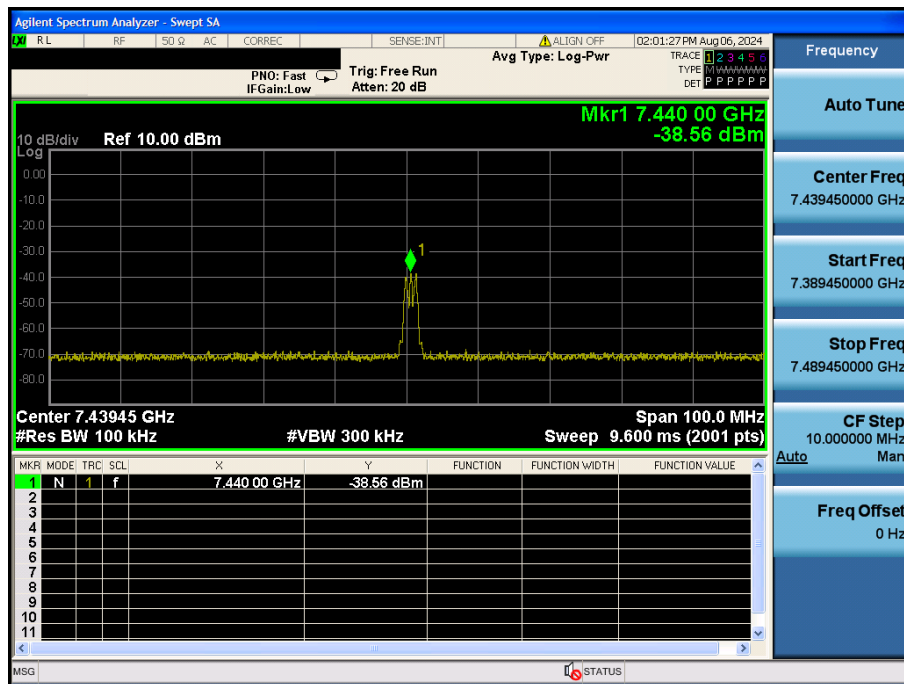 Agilent Spectrum Analyzer - Swept SA
LXI RL RF 50 Ω AC CORREC SENSE:INT ALIGN OFF 02:01:27 PM Aug 06, 2024
Avg Type: Log-Pwr
TRACE 1 2 3 4 5 6
PNO: Fast Trig: Free Run
TYPE M WWWWW
IFGain:Low Atten: 20 dB
DET P P P P P P
Mkr1 7.440 00 GHz
-38.56 dBm
10 dB/div Ref 10.00 dBm
Log
0.00
-10.0
-20.0
-30.0
-40.0
-50.0
-60.0
-70.0
-80.0
1
Center 7.43945 GHz Span 100.0 MHz
#Res BW 100 kHz #VBW 300 kHz Sweep 9.600 ms (2001 pts)
MKR MODE TRC SCL X Y FUNCTION FUNCTION WIDTH FUNCTION VALUE
1 N 1 f 7.440 00 GHz -38.56 dBm
2
3
4
5
6
7
8
9
10
11
MSG STATUS
Frequency
Auto Tune
Center Freq
7.439450000 GHz
Start Freq
7.389450000 GHz
Stop Freq
7.489450000 GHz
CF Step
10.000000 MHz
Auto Man
Freq Offset
0 Hz